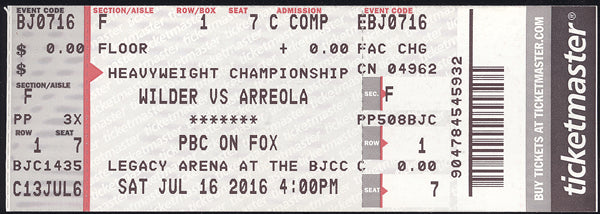 EVENT CODE SECTION/AISLE ROW/BOX SEAT ADMISSION EVENT CODE
BJ0716 F 1 7 C COMP EBJ0716
$ 0.00 FLOOR + 0.00 FAC CHG
$ HEAVYWEIGHT CHAMPIONSHIP CN 04962
SECTION/AISLE
F WILDER VS ARREOLA SEC. F
PP 3X ******* PP508BJC
ROW/BOX SEAT
1 7 PBC ON FOX ROW 1
BJC1435 LEGACY ARENA AT THE BJCC C
C13JUL6 SAT JUL 16 2016 4:00PM SEAT 7
904784545932
BUY TICKETS AT TICKETMASTER.COM
ticketmaster®